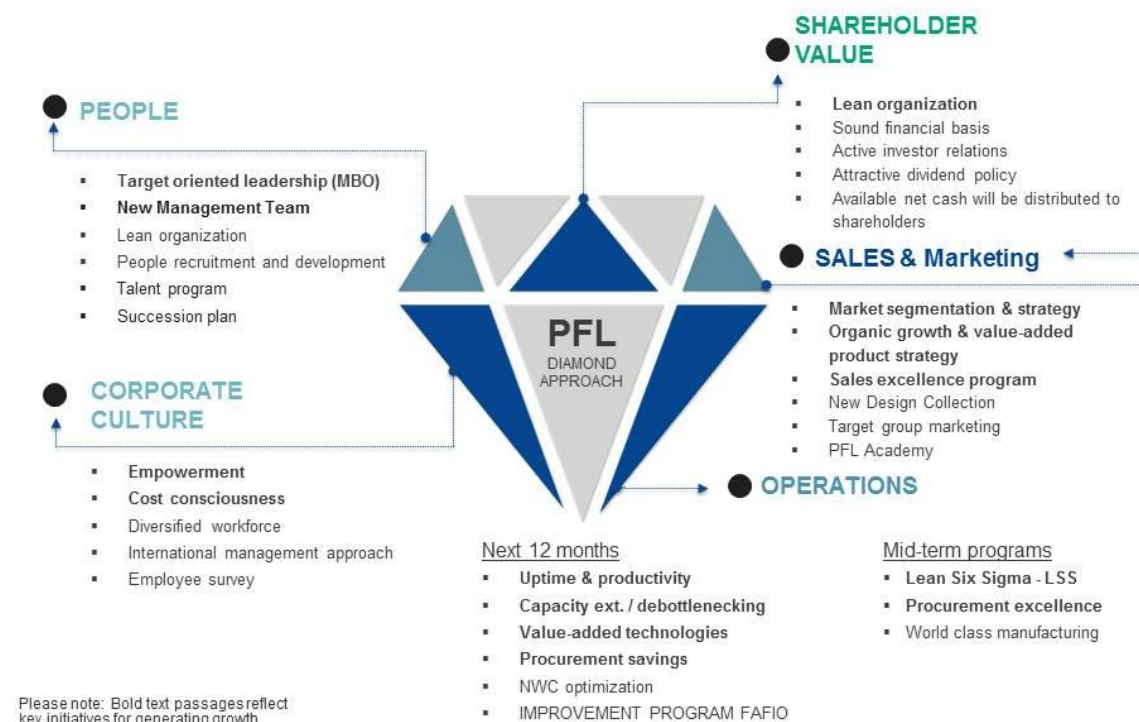 SHAREHOLDER
VALUE
Lean organization
Sound financial basis
Active investor relations
Attractive dividend policy
Available net cash will be distributed to
shareholders
PEOPLE
Target oriented leadership (MBO)
New Management Team
Lean organization
People recruitment and development
Talent program
Succession plan
SALES & Marketing
Market segmentation & strategy
Organic growth & value-added
product strategy
Sales excellence program
New Design Collection
Target group marketing
PFL Academy
PFL
DIAMOND
APPROACH
CORPORATE
CULTURE
Empowerment
Cost consciousness
Diversified workforce
International management approach
Employee survey
OPERATIONS
Next 12 months
Uptime & productivity
Capacity ext. / debottlenecking
Value-added technologies
Procurement savings
NWC optimization
IMPROVEMENT PROGRAM FAFIO
Mid-term programs
Lean Six Sigma - LSS
Procurement excellence
World class manufacturing
Please note: Bold text passages reflect
key initiatives for generating growth